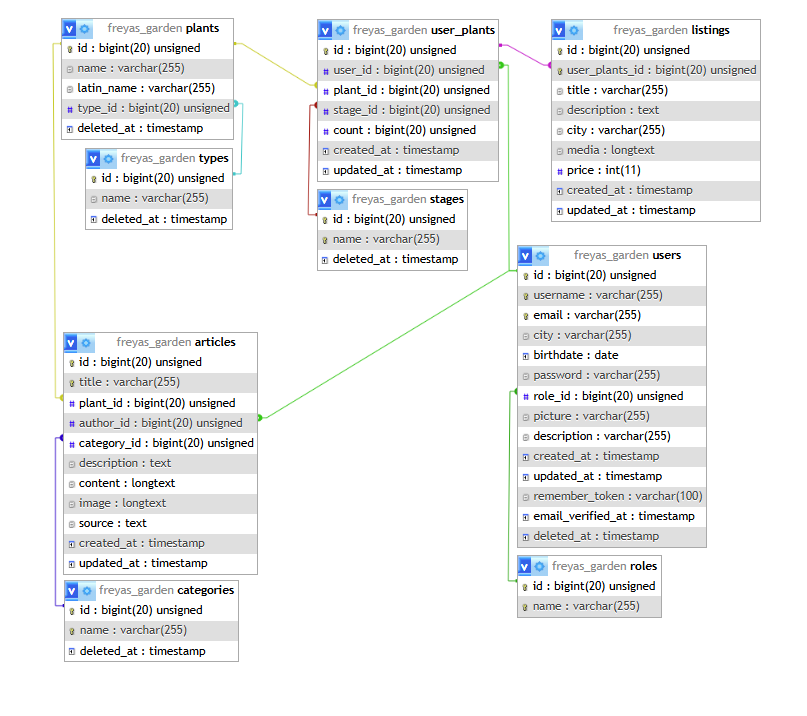 freyas_garden plants
id : bigint(20) unsigned
name : varchar(255)
latin_name : varchar(255)
type_id : bigint(20) unsigned
deleted_at : timestamp
freyas_garden types
id : bigint(20) unsigned
name : varchar(255)
deleted_at : timestamp
freyas_garden user_plants
id : bigint(20) unsigned
user_id : bigint(20) unsigned
plant_id : bigint(20) unsigned
stage_id : bigint(20) unsigned
count : bigint(20) unsigned
created_at : timestamp
updated_at : timestamp
freyas_garden stages
id : bigint(20) unsigned
name : varchar(255)
deleted_at : timestamp
freyas_garden listings
id : bigint(20) unsigned
user_plants_id : bigint(20) unsigned
title : varchar(255)
description : text
city : varchar(255)
media : longtext
price : int(11)
created_at : timestamp
updated_at : timestamp
freyas_garden users
id : bigint(20) unsigned
username : varchar(255)
email : varchar(255)
city : varchar(255)
birthdate : date
password : varchar(255)
role_id : bigint(20) unsigned
picture : varchar(255)
description : varchar(255)
created_at : timestamp
updated_at : timestamp
remember_token : varchar(100)
email_verified_at : timestamp
deleted_at : timestamp
freyas_garden articles
id : bigint(20) unsigned
title : varchar(255)
plant_id : bigint(20) unsigned
author_id : bigint(20) unsigned
category_id : bigint(20) unsigned
description : text
content : longtext
image : longtext
source : text
created_at : timestamp
updated_at : timestamp
freyas_garden categories
id : bigint(20) unsigned
name : varchar(255)
deleted_at : timestamp
freyas_garden roles
id : bigint(20) unsigned
name : varchar(255)